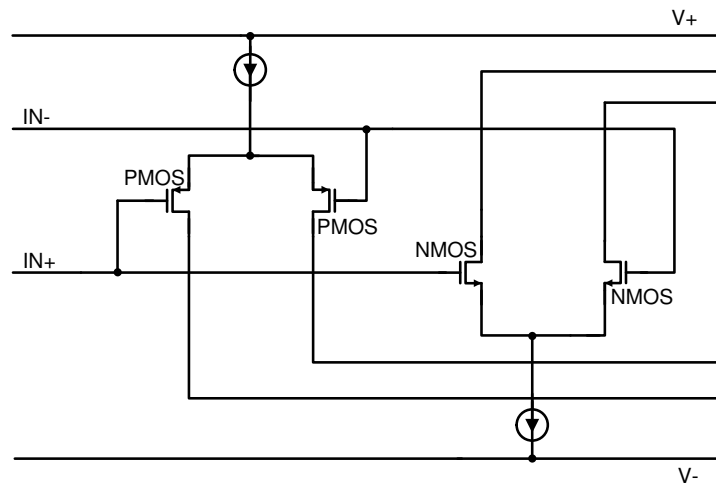 V+
IN-
PMOS
PMOS
NMOS
IN+
NMOS
V-